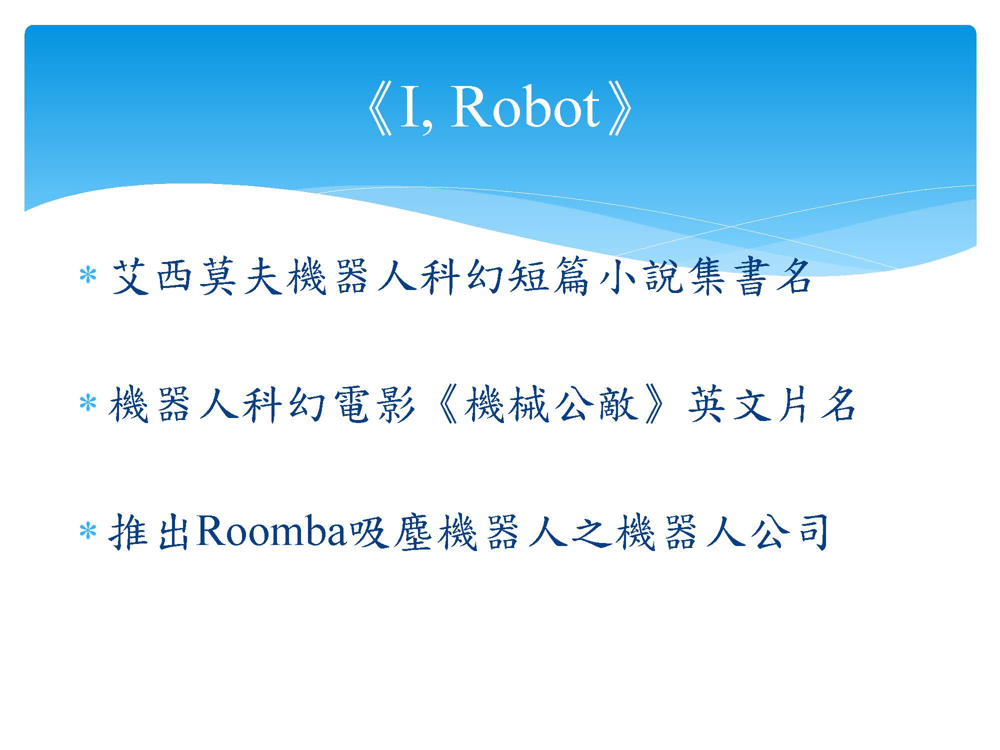 《I, Robot》
* 艾西莫夫機器人科幻短篇小說集書名
* 機器人科幻電影《機械公敵》英文片名
* 推出Roomba吸塵機器人之機器人公司